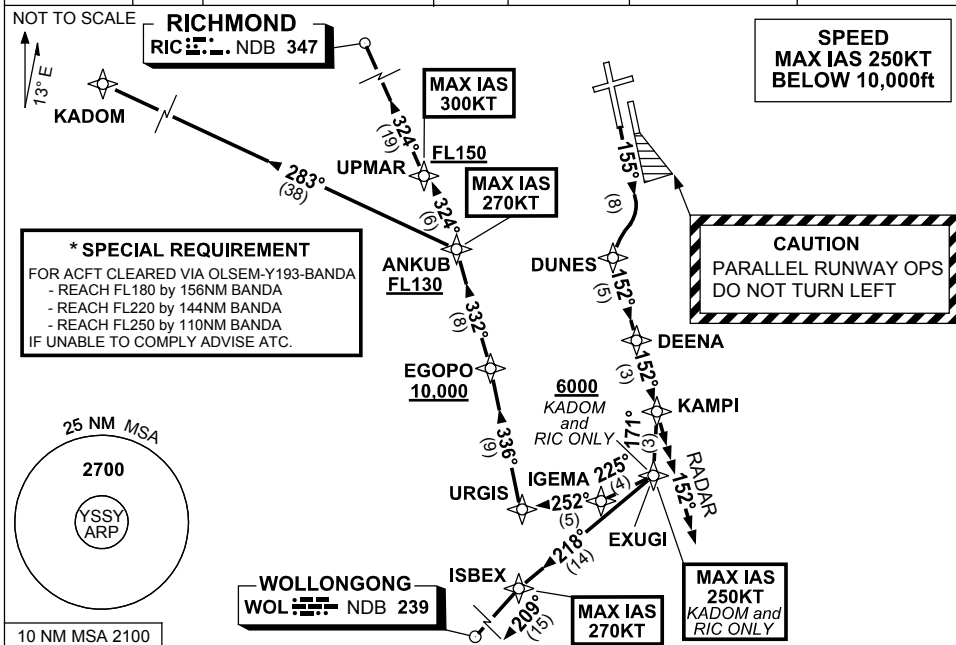 NOT TO SCALE
13° E
RICHMOND
RIC NDB 347
SPEED
MAX IAS 250KT
BELOW 10,000ft
KADOM
MAX IAS
300KT
324°
(19)
UPMAR
FL150
MAX IAS
270KT
283°
(38)
324°
(6)
155°
(8)
* SPECIAL REQUIREMENT
FOR ACFT CLEARED VIA OLSEM-Y193-BANDA
- REACH FL180 by 156NM BANDA
- REACH FL220 by 144NM BANDA
- REACH FL250 by 110NM BANDA
IF UNABLE TO COMPLY ADVISE ATC.
ANKUB
FL130
DUNES
CAUTION
PARALLEL RUNWAY OPS
DO NOT TURN LEFT
152°
(5)
332°
(8)
DEENA
EGOPO
10,000
152°
(3)
6000
KADOM
and
RIC ONLY
KAMPI
171°
(3)
336°
(9)
RADAR
152°
25 NM MSA
2700
YSSY
ARP
URGIS
IGEMA
225°
(4)
252°
(5)
EXUGI
218°
(14)
ISBEX
WOLLONGONG
WOL NDB 239
209°
(15)
MAX IAS
270KT
MAX IAS
250KT
KADOM and
RIC ONLY
10 NM MSA 2100